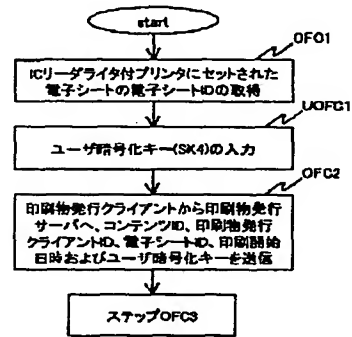 start
OFC1
ICリーダライタ付プリンタにセットされた
電子シートの電子シートIDの取得
UOFC1
ユーザ暗号化キー(SK4)の入力
OFC2
印刷物発行クライアントから印刷物発行
サーバへ、コンテンツID、印刷物発行
クライアントID、電子シートID、印刷開始
日時およびユーザ暗号化キーを送信
ステップOFC3